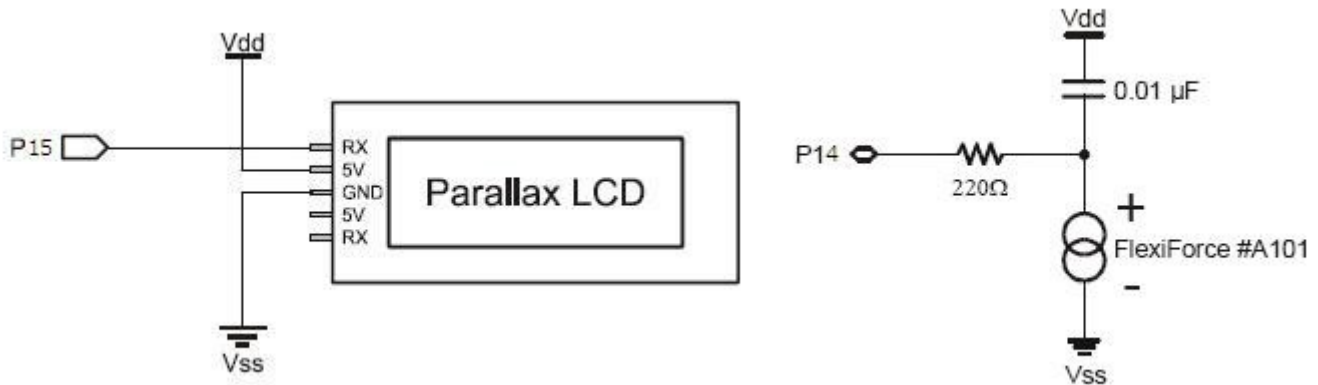 Vdd
P15
RX
5V
GND
5V
RX
Parallax LCD
Vss
Vdd
0.01 µF
P14
220Ω
+
FlexiForce #A101
-
Vss